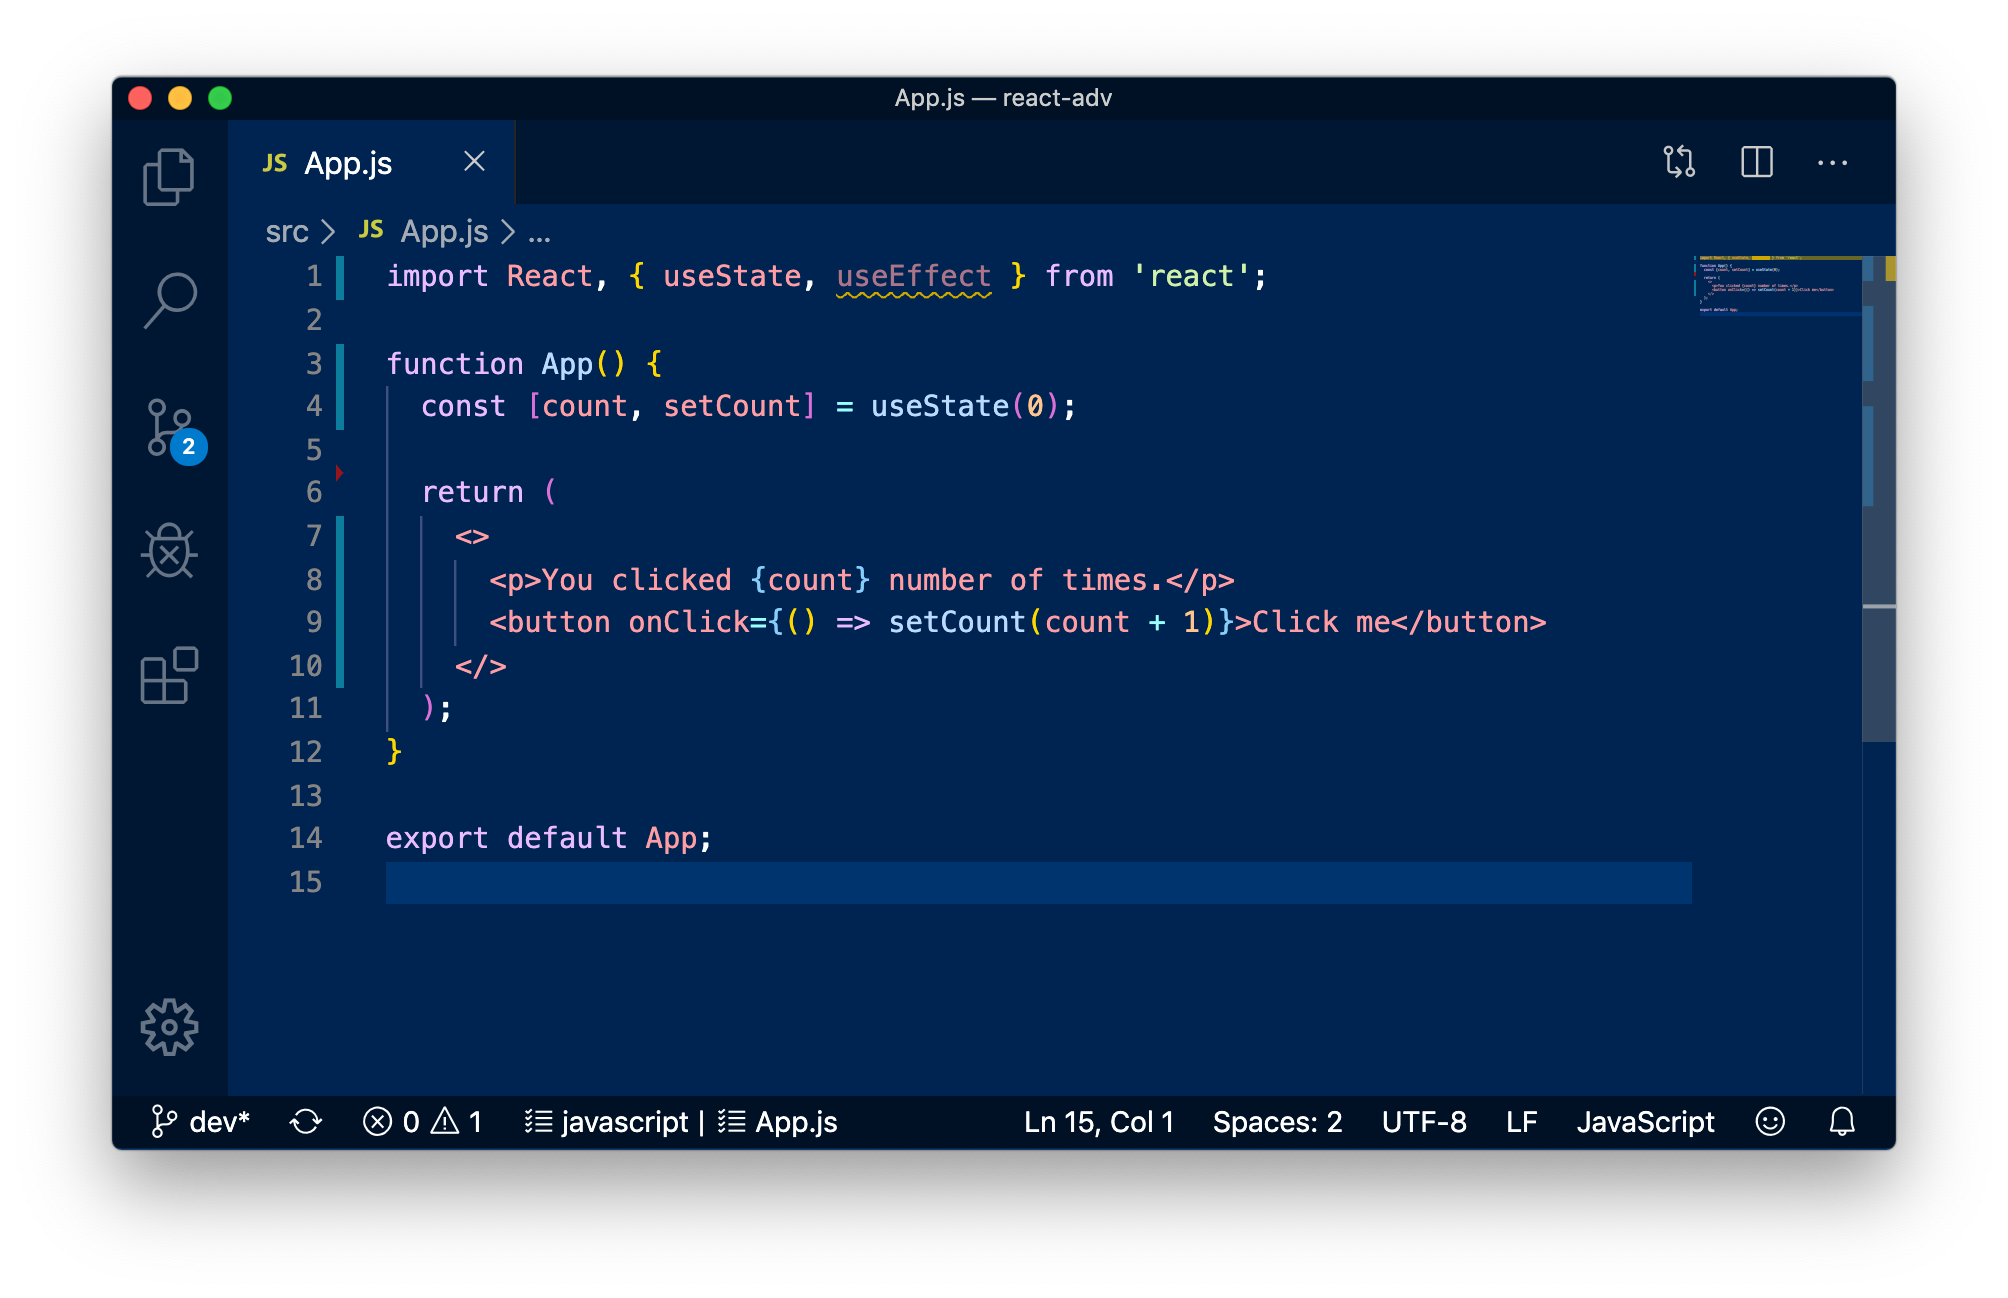 App.js — react-adv
JS App.js
src > JS App.js > ...
1 import React, { useState, useEffect } from 'react';
2
3 function App() {
4   const [count, setCount] = useState(0);
5
6   return (
7     <>
8       <p>You clicked {count} number of times.</p>
9       <button onClick={() => setCount(count + 1)}>Click me</button>
10     </>
11   );
12 }
13
14 export default App;
15
2
dev* 0 1 javascript | App.js Ln 15, Col 1 Spaces: 2 UTF-8 LF JavaScript